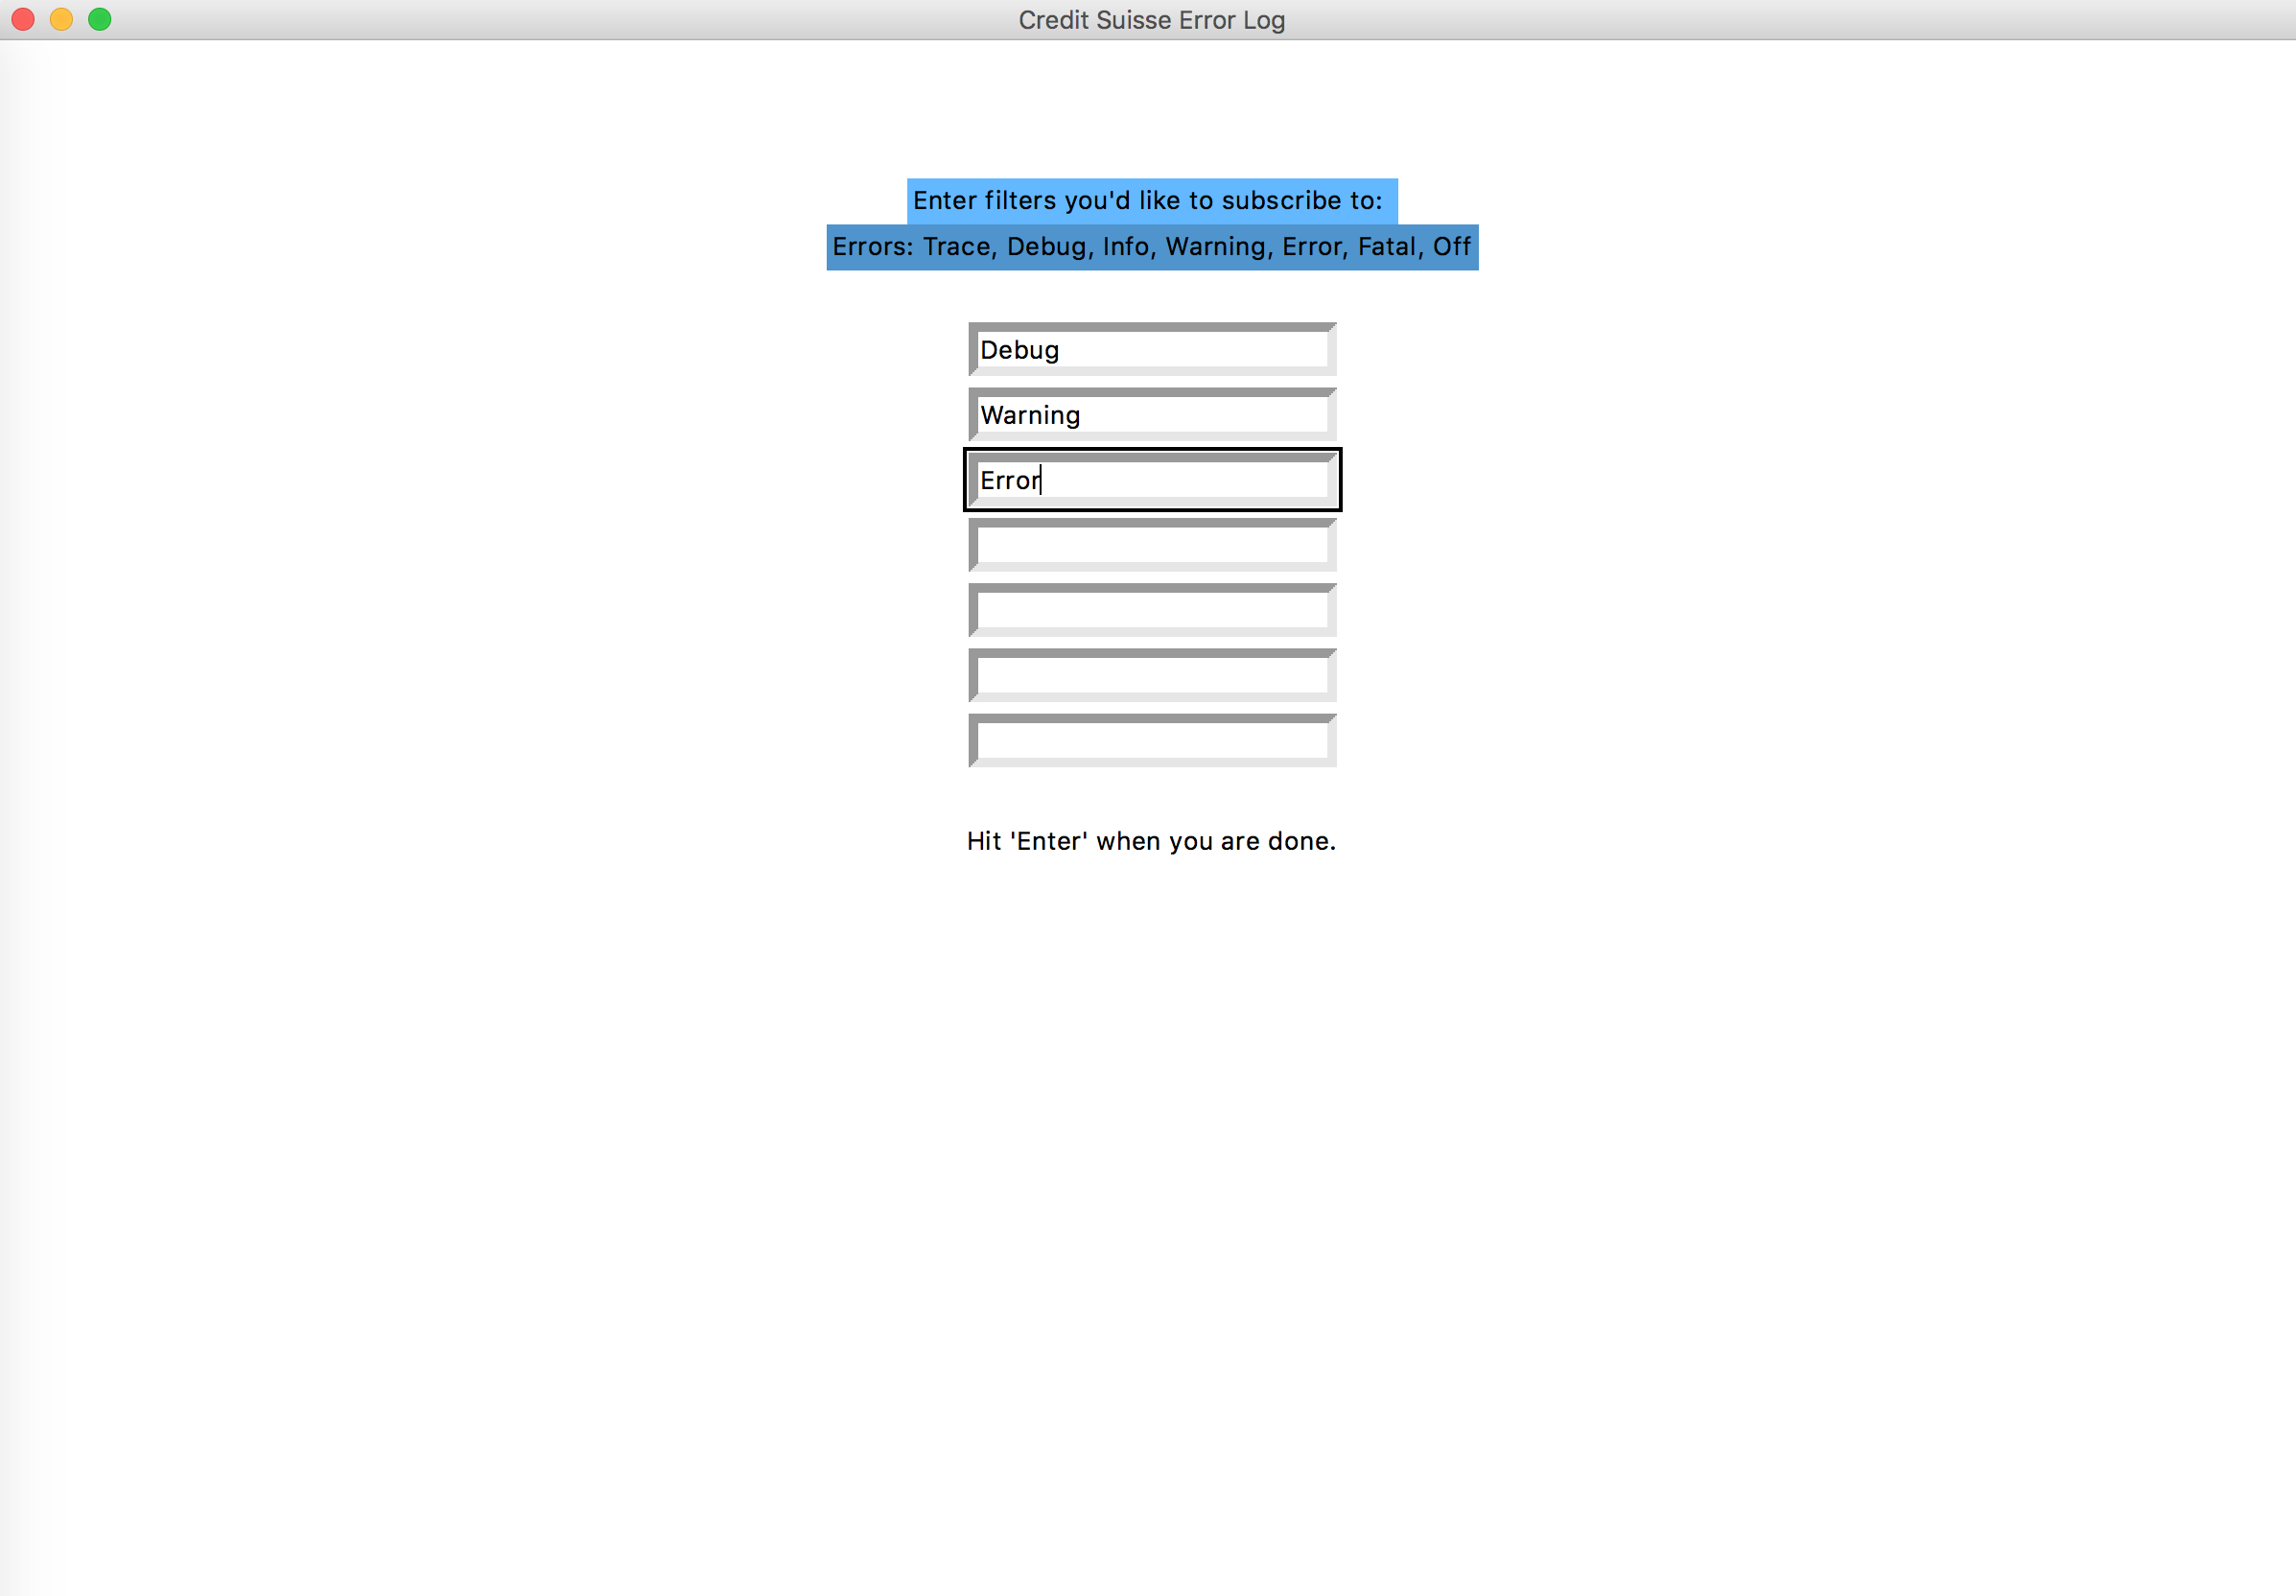 Credit Suisse Error Log
Enter filters you'd like to subscribe to:
Errors: Trace, Debug, Info, Warning, Error, Fatal, Off
Debug
Warning
Error
Hit 'Enter' when you are done.